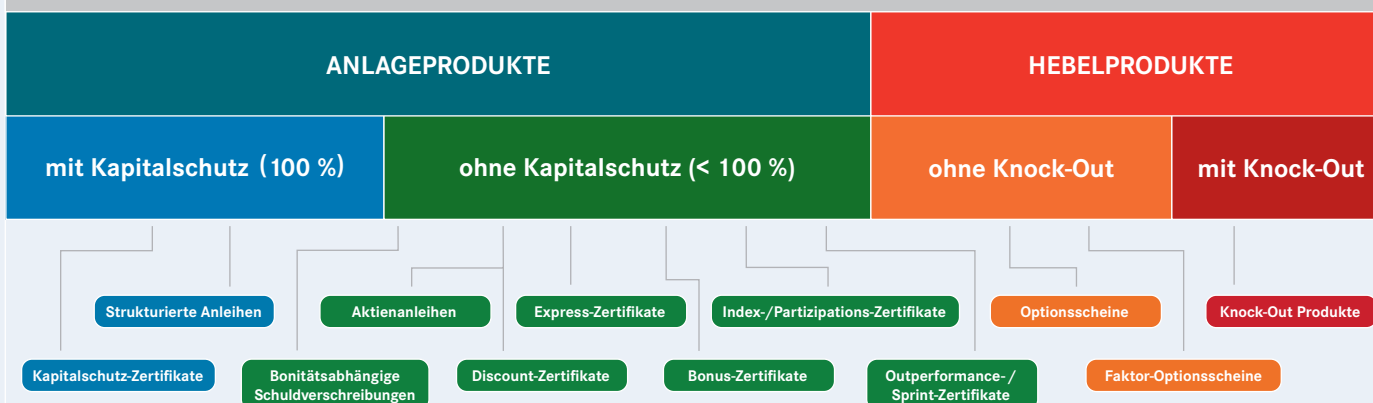 ANLAGEPRODUKTE
HEBELPRODUKTE
mit Kapitalschutz (100 %)
ohne Kapitalschutz (< 100 %)
ohne Knock-Out
mit Knock-Out
Strukturierte Anleihen
Aktienanleihen
Express-Zertifikate
Index-/Partizipations-Zertifikate
Optionsscheine
Knock-Out Produkte
Kapitalschutz-Zertifikate
Bonitätsabhängige
Schuldverschreibungen
Discount-Zertifikate
Bonus-Zertifikate
Outperformance-/
Sprint-Zertifikate
Faktor-Optionsscheine